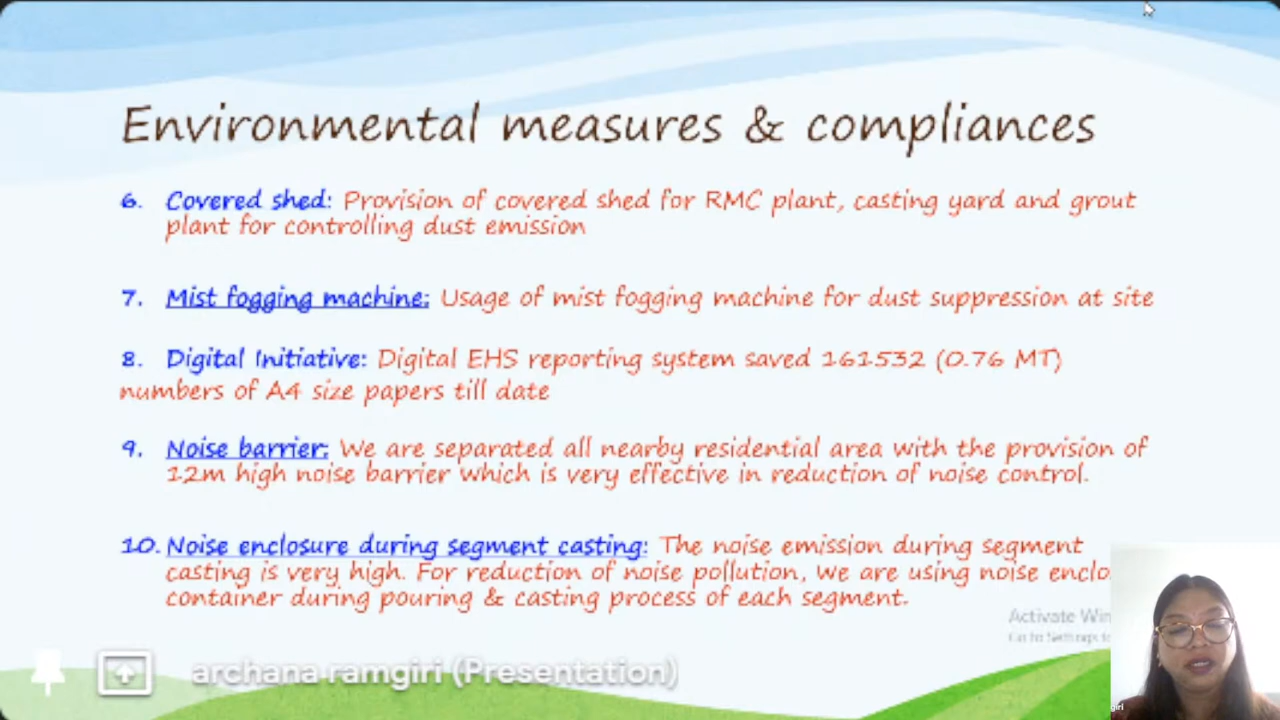 Environmental measures & compliances
6. Covered shed: Provision of covered shed for RMC plant, casting yard and grout
plant for controlling dust emission
7. Mist fogging machine: Usage of mist fogging machine for dust suppression at site
8. Digital Initiative: Digital EHS reporting system saved 161532 (0.76 MT)
numbers of A4 size papers till date
9. Noise barrier: We are separated all nearby residential area with the provision of
12m high noise barrier which is very effective in reduction of noise control.
10. Noise enclosure during segment casting: The noise emission during segment
casting is very high. For reduction of noise pollution, we are using noise enclo
container during pouring & casting process of each segment.
Activate Win
Go to Settings to
archana ramgiri (Presentation)
giri